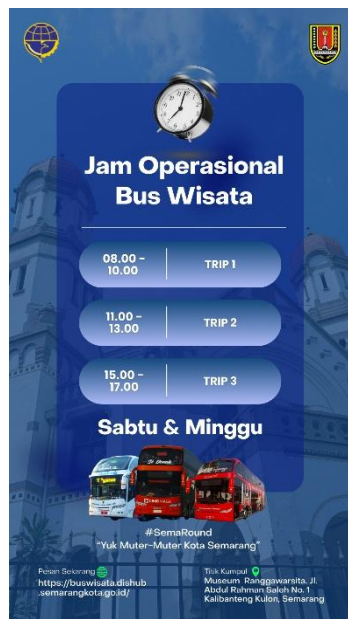 Jam Operasional
Bus Wisata
08.00 -
10.00
TRIP 1
11.00 -
13.00
TRIP 2
15.00 -
17.00
TRIP 3
Sabtu & Minggu
#SemaRound
"Yuk Muter-Muter Kota Semarang"
Pesan Sekarang
https://buswisata.dishub
.semarangkota.go.id/
Titik Kumpul
Museum Ranggawarsita, Jl.
Abdul Rahman Saleh No. 1
Kalibanteng Kulon, Semarang